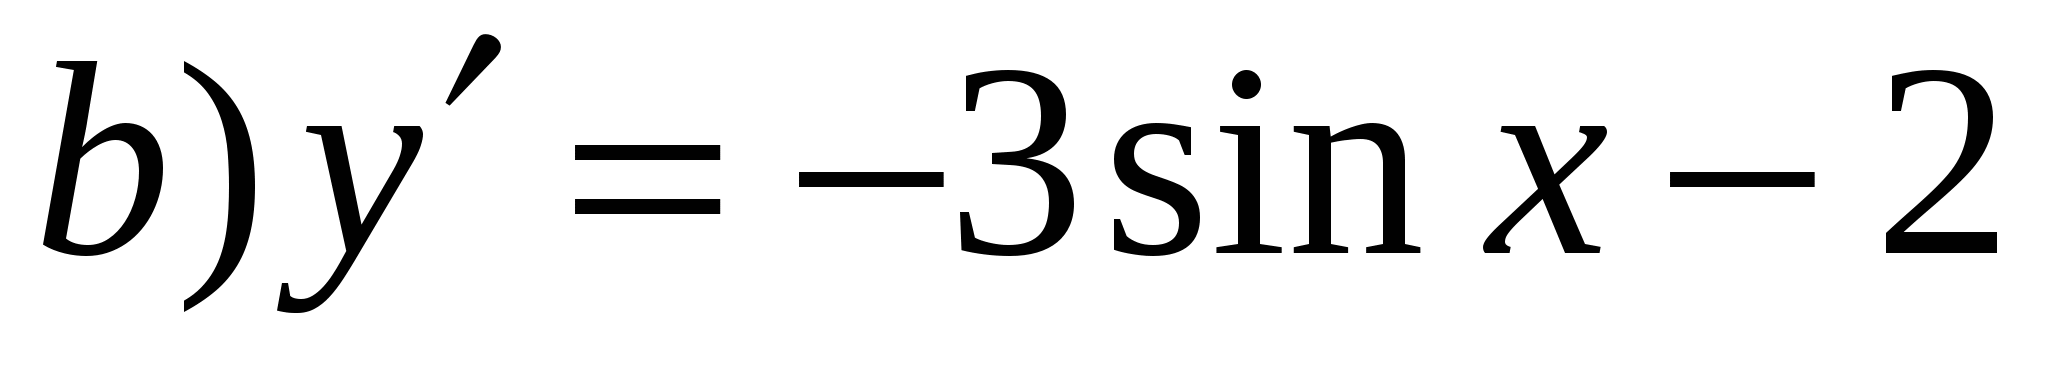 b) y′ = −3 sin x − 2